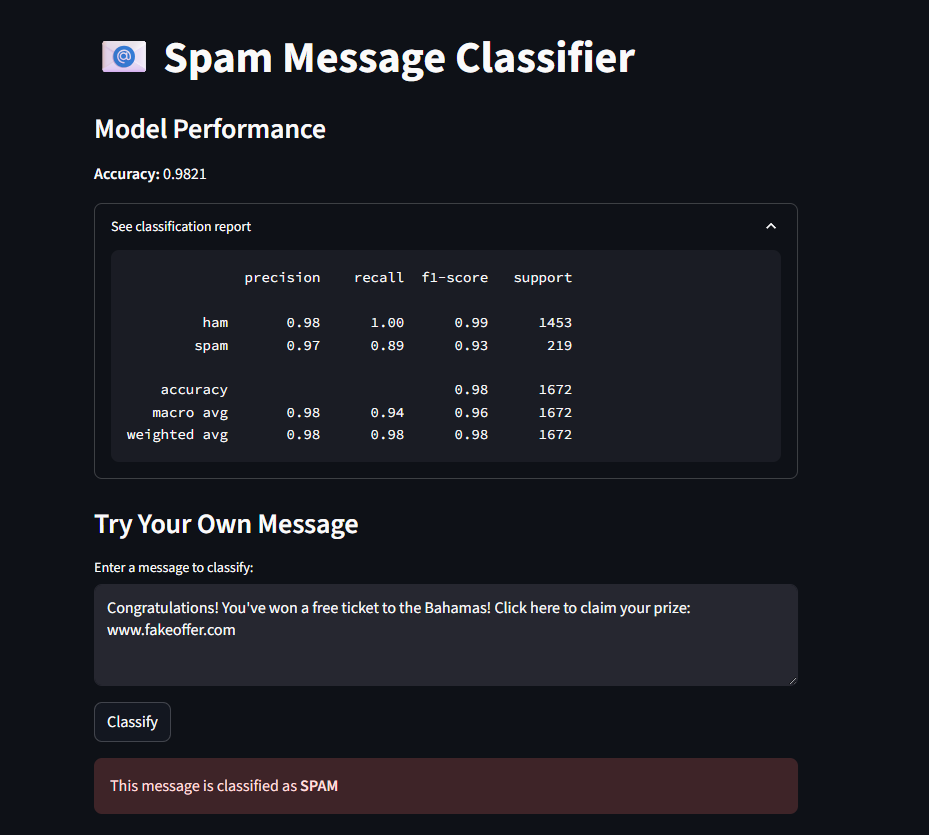 Spam Message Classifier
Model Performance
Accuracy: 0.9821
See classification report
precision recall f1-score support
ham 0.98 1.00 0.99 1453
spam 0.97 0.89 0.93 219
accuracy 0.98 1672
macro avg 0.98 0.94 0.96 1672
weighted avg 0.98 0.98 0.98 1672
Try Your Own Message
Enter a message to classify:
Congratulations! You've won a free ticket to the Bahamas! Click here to claim your prize:
www.fakeoffer.com
Classify
This message is classified as SPAM